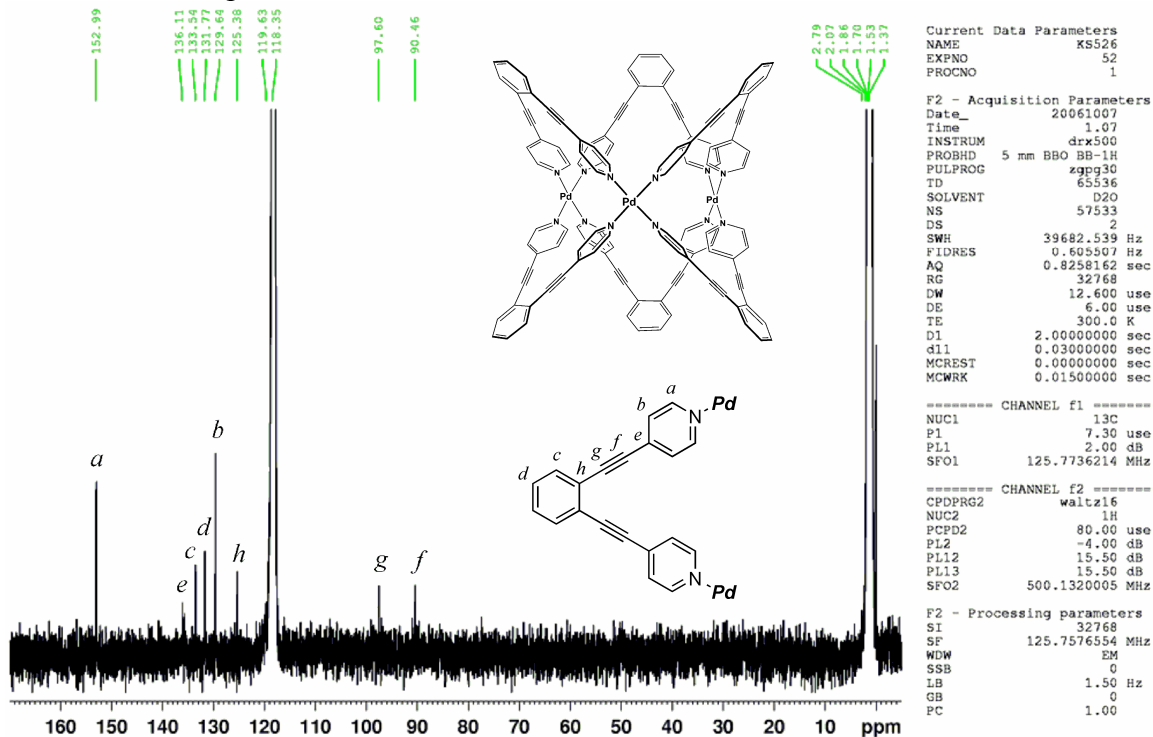 152.99
136.11
133.54
131.77
129.64
125.38
119.63
118.35
97.60
90.46
2.79
2.07
1.86
1.70
1.53
1.37
Current Data Parameters
NAME KS526
EXPNO 52
PROCNO 1
F2 - Acquisition Parameters
Date_ 20061007
Time 1.07
INSTRUM drx500
PROBHD 5 mm BBO BB-1H
PULPROG zgpg30
TD 65536
SOLVENT D2O
NS 57533
DS 2
SWH 39682.539 Hz
FIDRES 0.605507 Hz
AQ 0.8258162 sec
RG 32768
DW 12.600 use
DE 6.00 use
TE 300.0 K
D1 2.00000000 sec
d11 0.03000000 sec
MCREST 0.00000000 sec
MCWRK 0.01500000 sec
======== CHANNEL f1 =======
NUC1 13C
P1 7.30 use
PL1 2.00 dB
SFO1 125.7736214 MHz
======== CHANNEL f2 =======
CPDPRG2 waltz16
NUC2 1H
PCPD2 80.00 use
PL2 -4.00 dB
PL12 15.50 dB
PL13 15.50 dB
SFO2 500.1320005 MHz
F2 - Processing parameters
SI 32768
SF 125.7576554 MHz
WDW EM
SSB 0
LB 1.50 Hz
GB 0
PC 1.00
N N N N N N
Pd Pd Pd
N N N N N N
a
b
N Pd
e
f
g
c
h
d
N
Pd
a
e
c
d
b
h
g
f
160 150 140 130 120 110 100 90 80 70 60 50 40 30 20 10 ppm